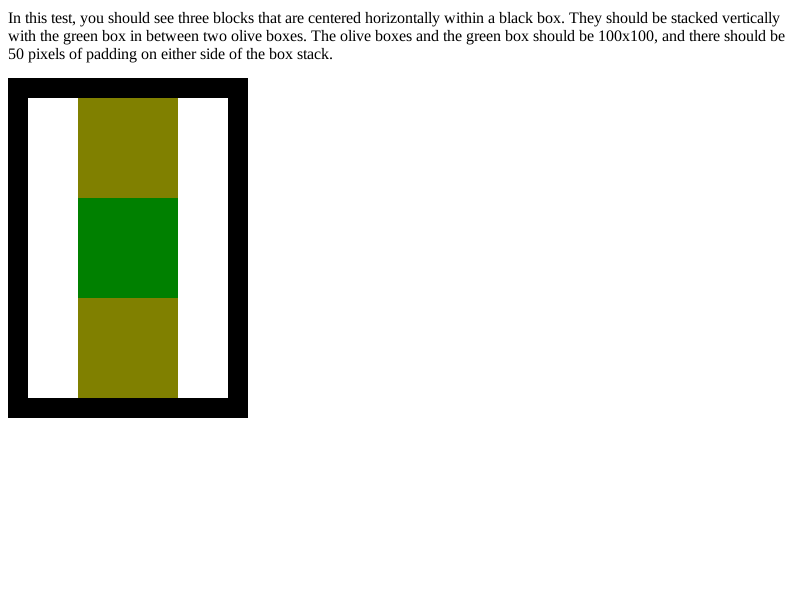 In this test, you should see three blocks that are centered horizontally within a black box. They should be stacked vertically
with the green box in between two olive boxes. The olive boxes and the green box should be 100x100, and there should be
50 pixels of padding on either side of the box stack.